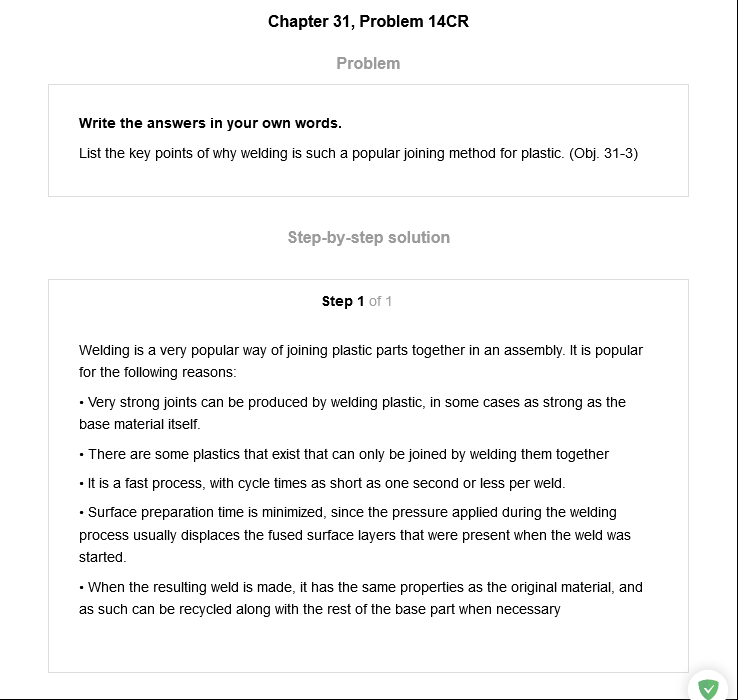 Chapter 31, Problem 14CR
Problem
Write the answers in your own words.
List the key points of why welding is such a popular joining method for plastic. (Obj. 31-3)
Step-by-step solution
Step 1 of 1
Welding is a very popular way of joining plastic parts together in an assembly. It is popular
for the following reasons:
• Very strong joints can be produced by welding plastic, in some cases as strong as the
base material itself.
• There are some plastics that exist that can only be joined by welding them together
• It is a fast process, with cycle times as short as one second or less per weld.
• Surface preparation time is minimized, since the pressure applied during the welding
process usually displaces the fused surface layers that were present when the weld was
started.
• When the resulting weld is made, it has the same properties as the original material, and
as such can be recycled along with the rest of the base part when necessary